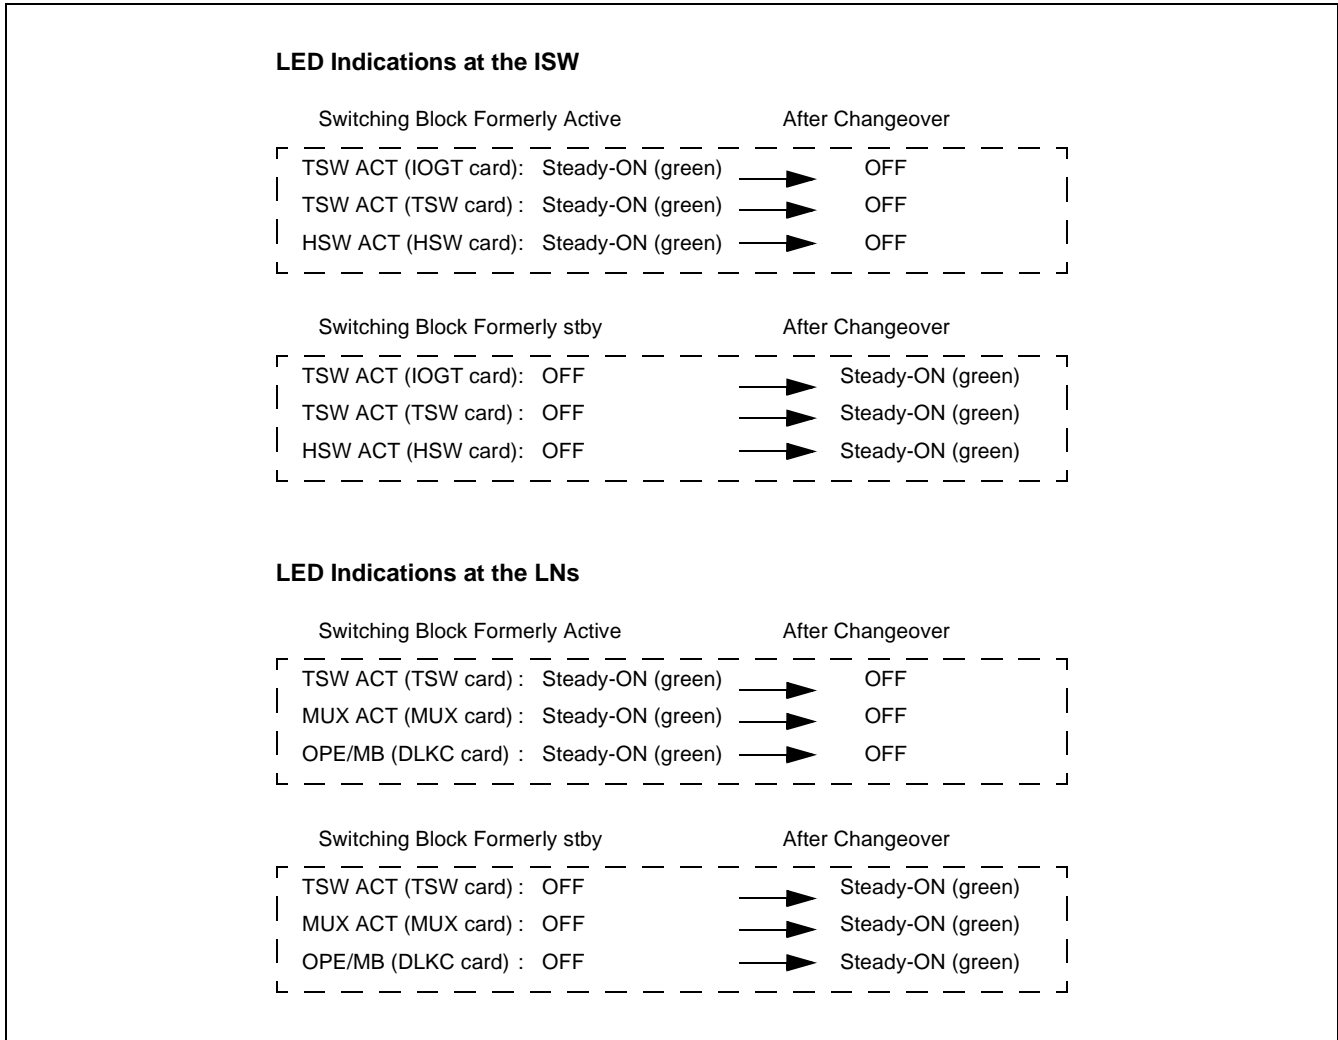 LED Indications at the ISW
Switching Block Formerly Active After Changeover
TSW ACT (IOGT card): Steady-ON (green) OFF
TSW ACT (TSW card) : Steady-ON (green) OFF
HSW ACT (HSW card): Steady-ON (green) OFF
Switching Block Formerly stby After Changeover
TSW ACT (IOGT card): OFF Steady-ON (green)
TSW ACT (TSW card) : OFF Steady-ON (green)
HSW ACT (HSW card): OFF Steady-ON (green)
LED Indications at the LNs
Switching Block Formerly Active After Changeover
TSW ACT (TSW card) : Steady-ON (green) OFF
MUX ACT (MUX card) : Steady-ON (green) OFF
OPE/MB (DLKC card) : Steady-ON (green) OFF
Switching Block Formerly stby After Changeover
TSW ACT (TSW card) : OFF Steady-ON (green)
MUX ACT (MUX card) : OFF Steady-ON (green)
OPE/MB (DLKC card) : OFF Steady-ON (green)